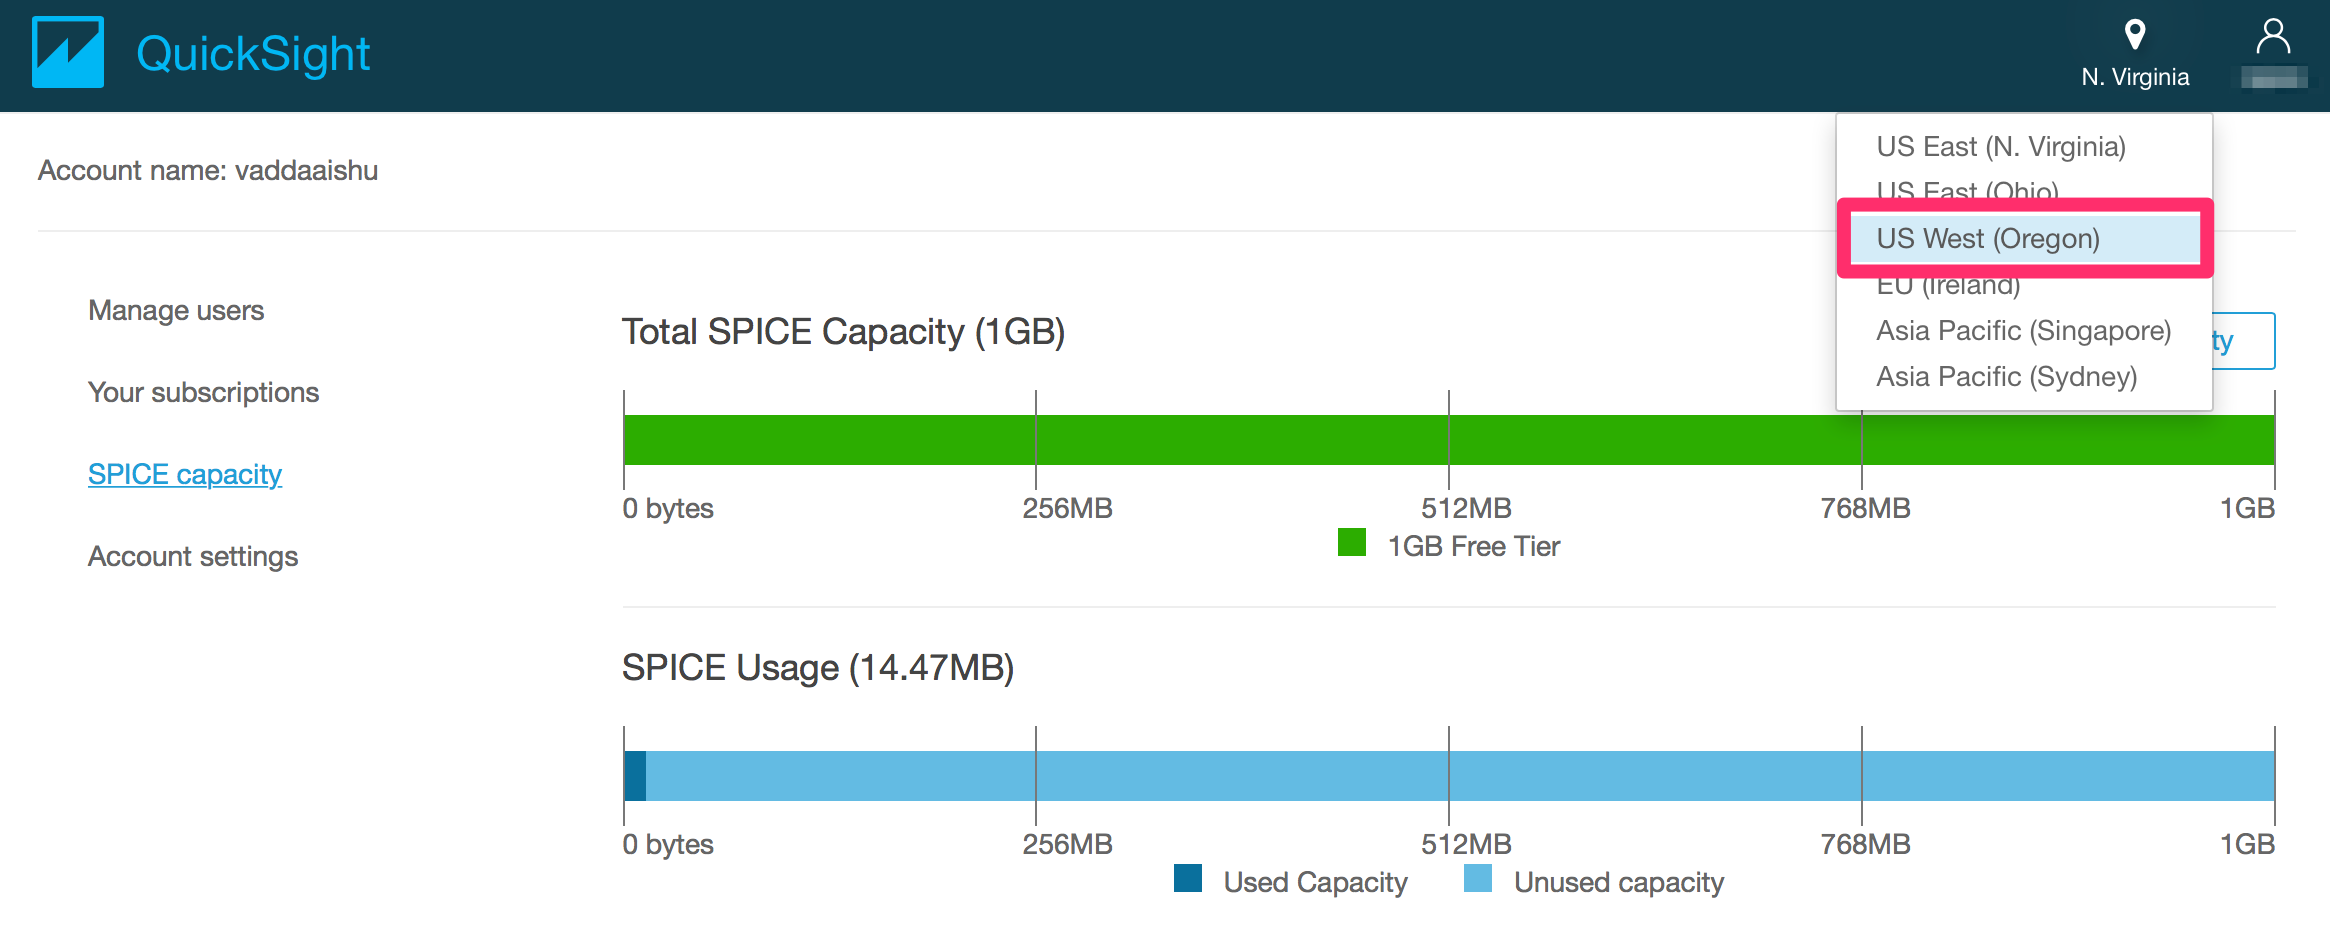 QuickSight
N. Virginia
Account name: vaddaaishu
US East (N. Virginia)
US East (Ohio)
US West (Oregon)
EU (Ireland)
Asia Pacific (Singapore)
Asia Pacific (Sydney)
Manage users
Your subscriptions
SPICE capacity
Account settings
Total SPICE Capacity (1GB)
ty
0 bytes 256MB 512MB 768MB 1GB
1GB Free Tier
SPICE Usage (14.47MB)
0 bytes 256MB 512MB 768MB 1GB
Used Capacity Unused capacity